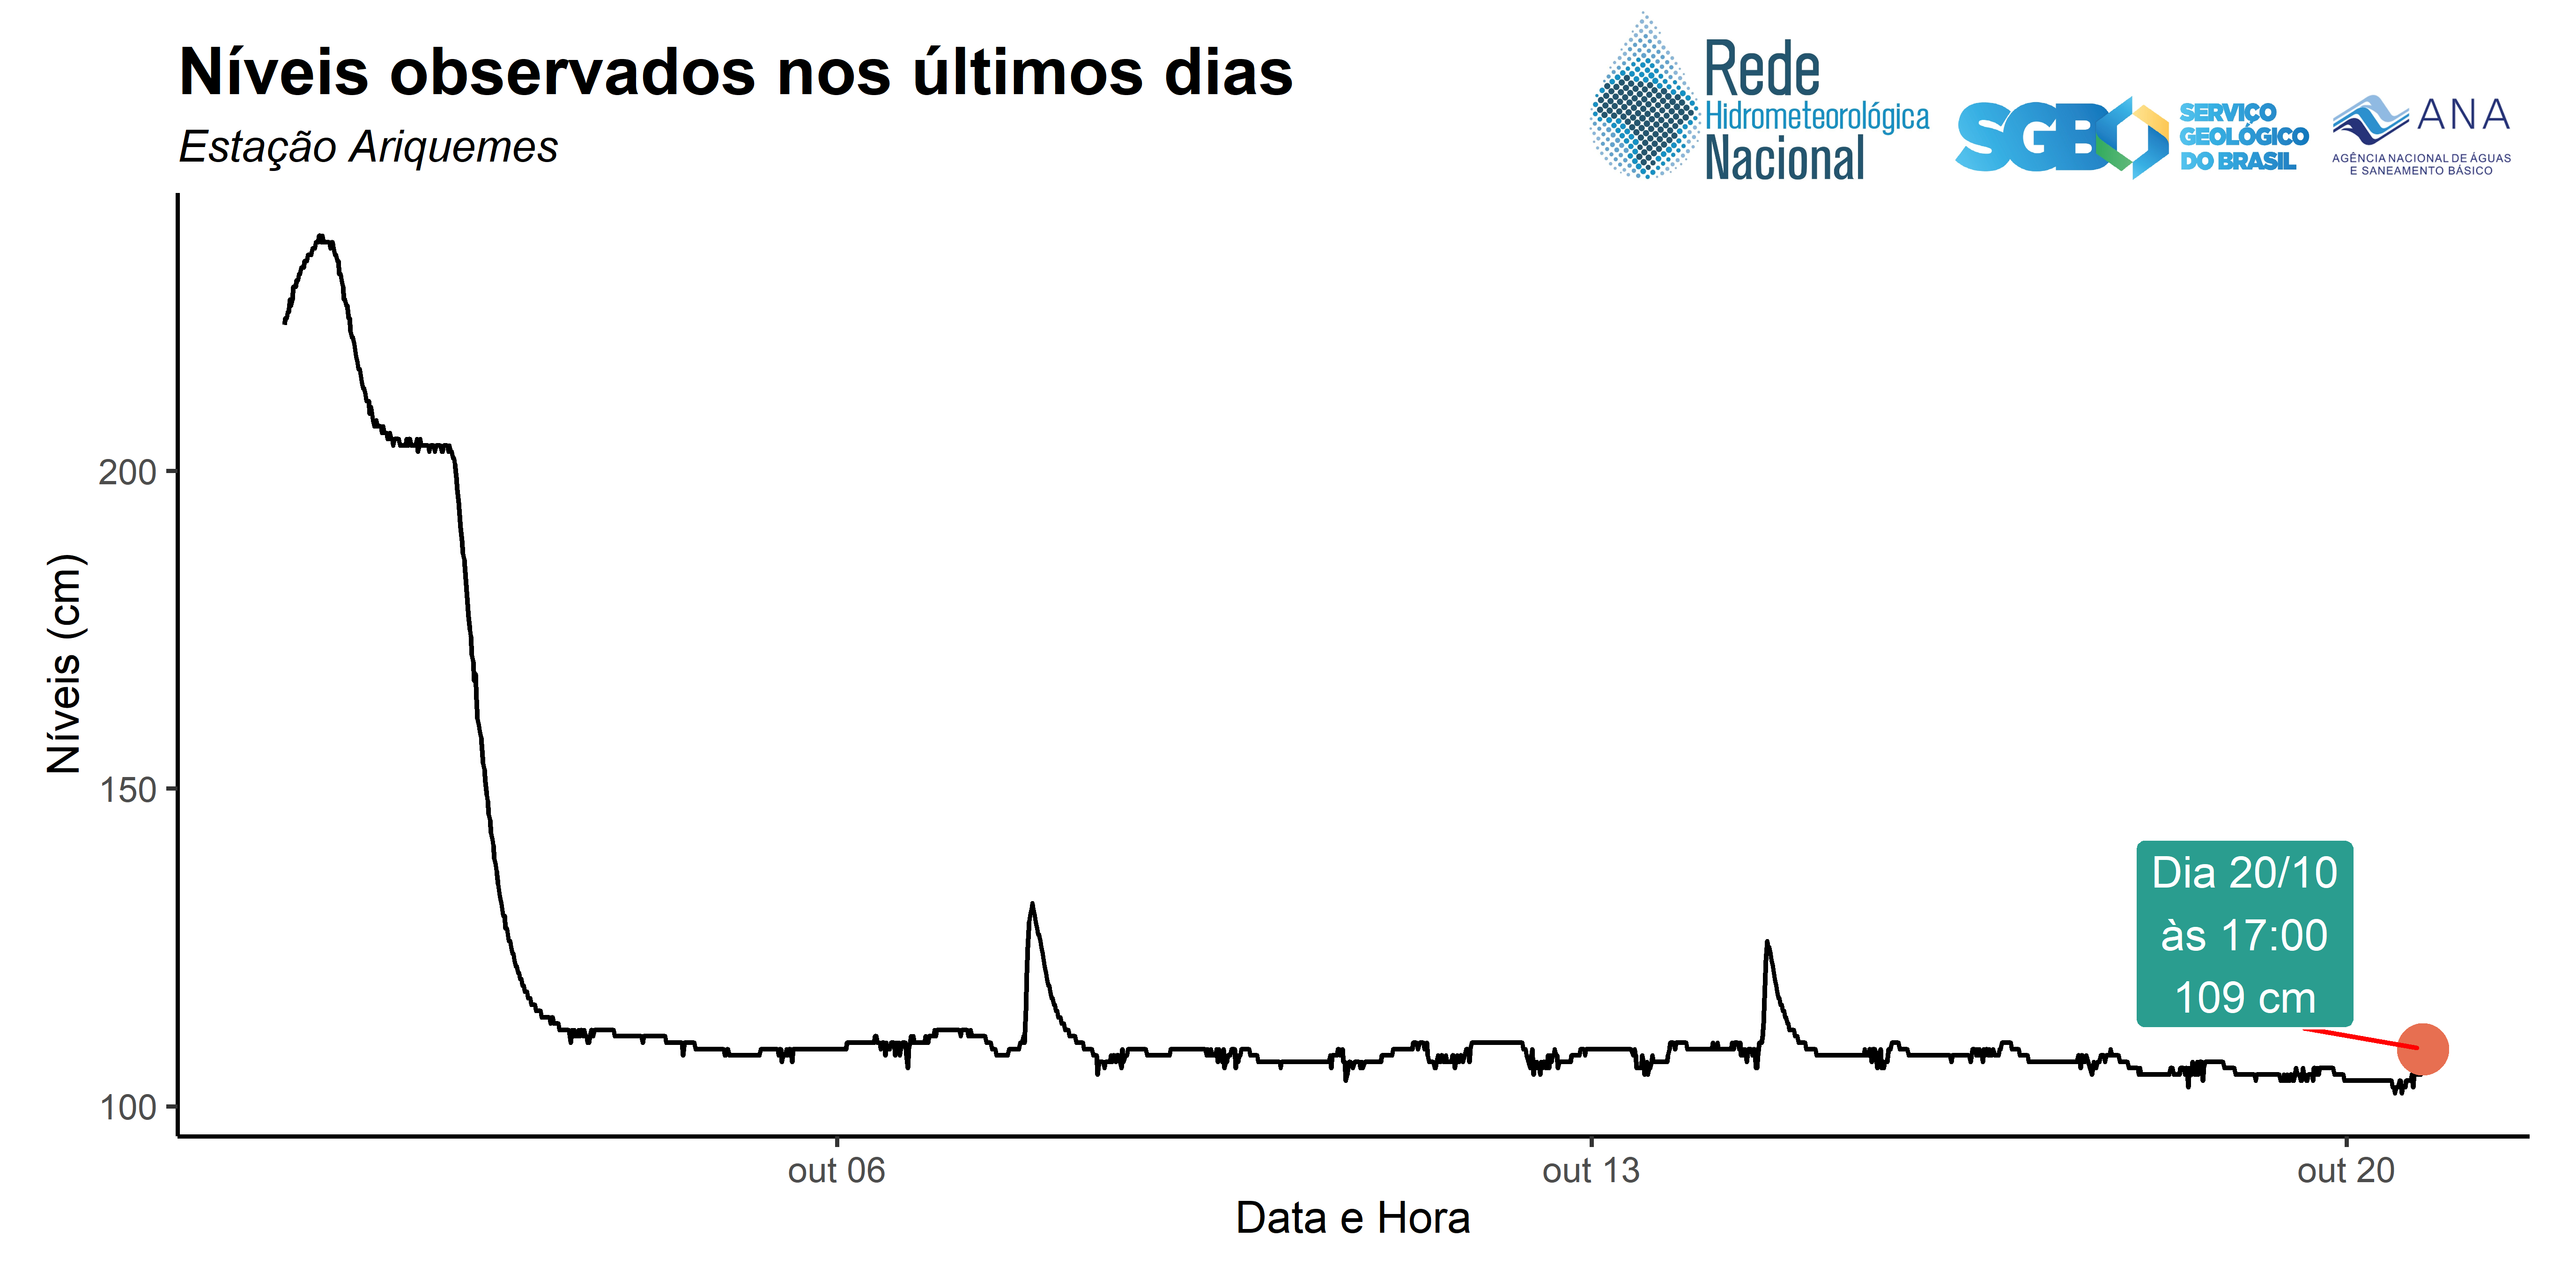 Níveis observados nos últimos dias
Estação Ariquemes
Rede
Hidrometeorológica
Nacional
SGB
SERVIÇO
GEOLÓGICO
DO BRASIL
ANA
AGÊNCIA NACIONAL DE ÁGUAS
E SANEAMENTO BÁSICO
Níveis (cm)
200
150
100
Dia 20/10
às 17:00
109 cm
out 06
out 13
out 20
Data e Hora